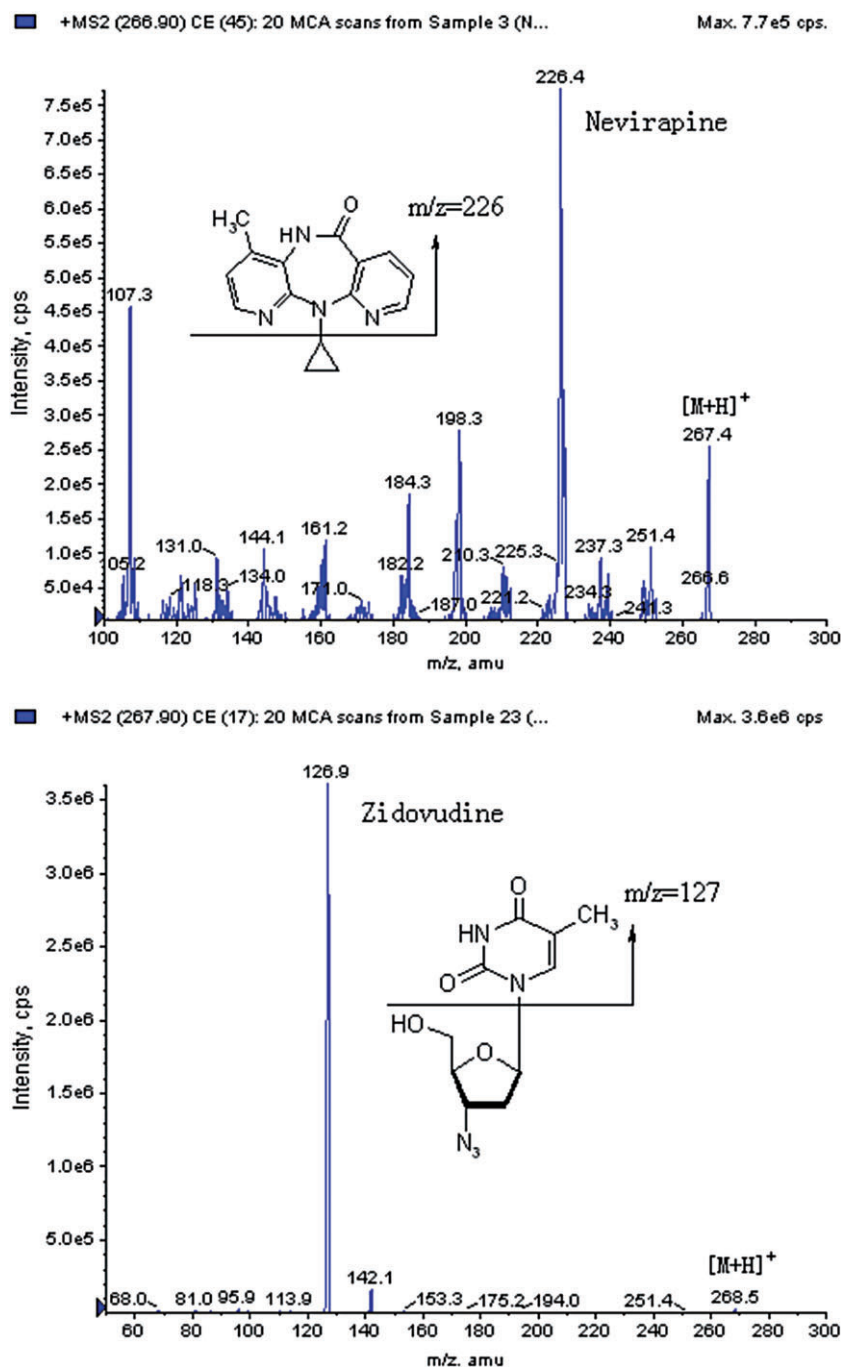 +MS2 (266.90) CE (45): 20 MCA scans from Sample 3 (N... Max. 7.7e5 cps.
226.4
7.5e5
Nevirapine
7.0e5
6.5e5
6.0e5
m/z=226
H₃C
NH
O
5.5e5
5.0e5
107.3
4.5e5
N
N
N
4.0e5
Intensity, cps
3.5e5
[M+H]⁺
3.0e5
198.3
267.4
2.5e5
2.0e5
184.3
1.5e5
131.0
144.1
161.2
210.3
225.3
237.3
251.4
1.0e5
05.2
118.3
134.0
171.0
182.2
187.0
221.2
234.3
241.3
266.6
5.0e4
100 120 140 160 180 200 220 240 260 280 300
m/z, amu
+MS2 (267.90) CE (17): 20 MCA scans from Sample 23 (... Max. 3.6e6 cps
126.9
3.5e6
Zidovudine
3.0e6
O
m/z=127
CH₃
HN
2.5e6
O
N
2.0e6
HO
O
Intensity, cps
1.5e6
N₃
1.0e6
5.0e5
[M+H]⁺
142.1
68.0 81.0 95.9 113.9 153.3 175.2 194.0 251.4 268.5
60 80 100 120 140 160 180 200 220 240 260 280 300
m/z, amu